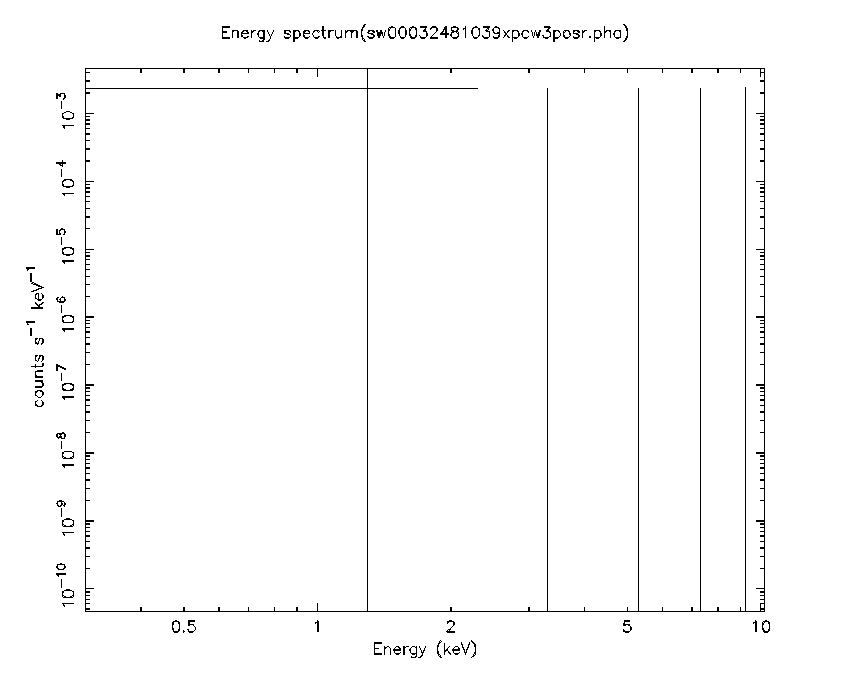 Energy spectrum(sw00032481039xpcw3posr.pha)
counts s⁻¹ keV⁻¹
10⁻³
10⁻⁴
10⁻⁵
10⁻⁶
10⁻⁷
10⁻⁸
10⁻⁹
10⁻¹⁰
0.5 1 2 5 10
Energy (keV)